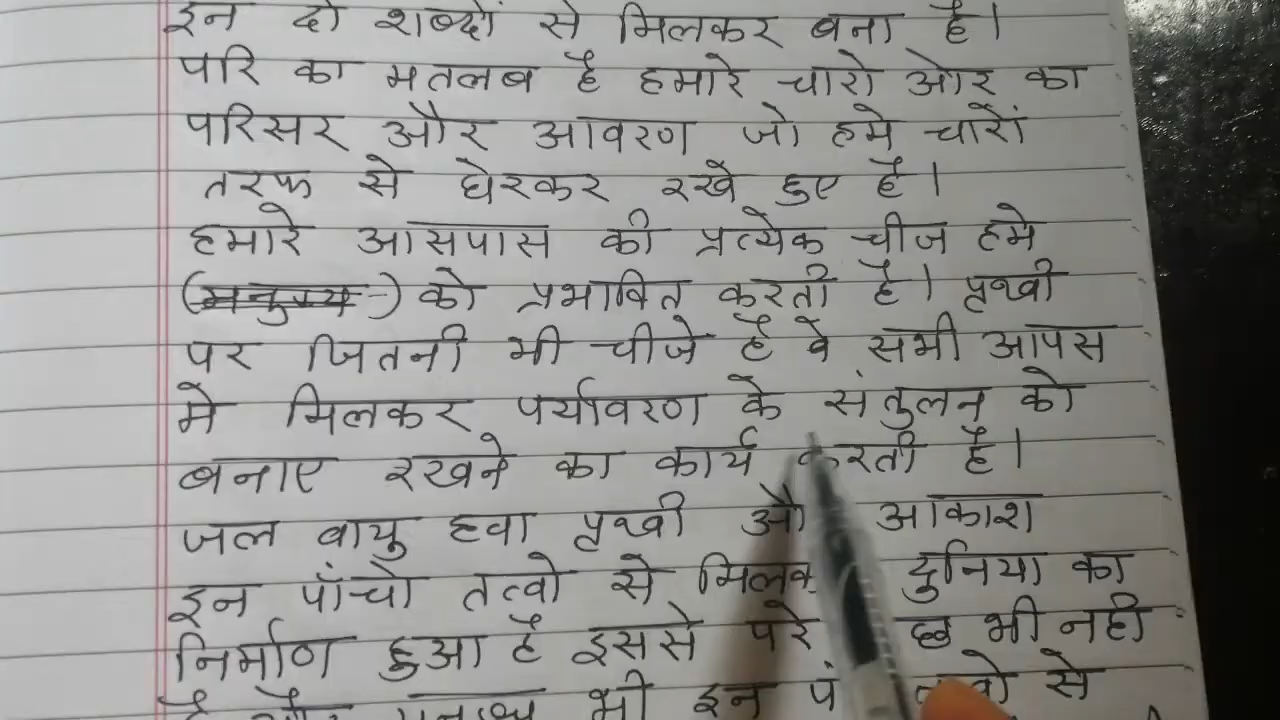 इन दो शब्दों से मिलकर बना है।
परि का मतलब है हमारे चारो ओर का
परिसर और आवरण जो हमे चारों
तरफ से घेरकर रखे हुए है।
हमारे आसपास की प्रत्येक चीज हमे
(मनुष्य) को प्रभावित करती है। पृथ्वी
पर जितनी भी चीजे है वे सभी आपस
मे मिलकर पर्यावरण के संतुलन को
बनाए रखने का कार्य करती है।
जल वायु हवा पृथ्वी औ आकाश
इन पाँचो तत्वो से मिलक दुनिया का
निर्माण हुआ है इससे परे छ भी नही
भी इन से